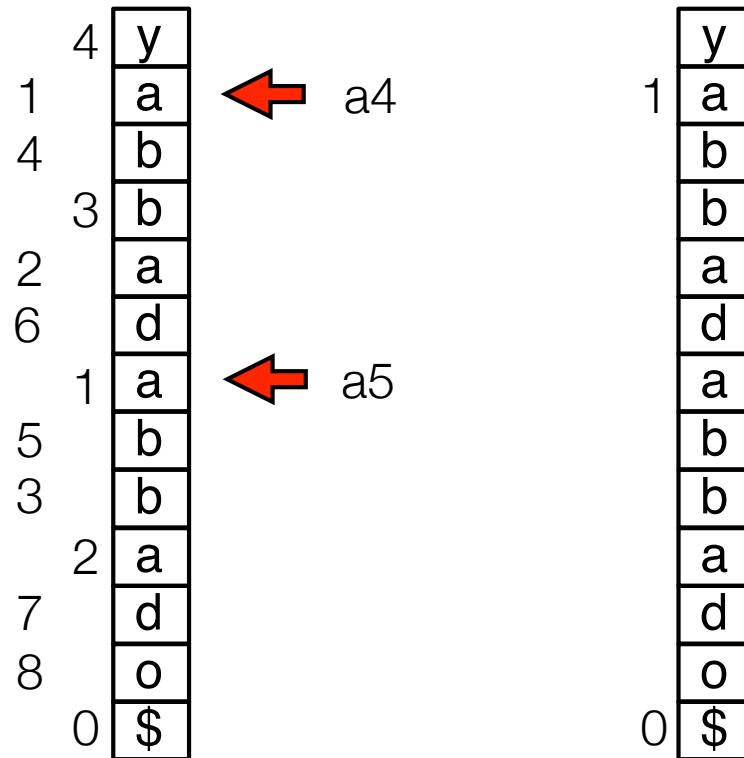 4 y y
1 a a4 1 a
4 b b
3 b b
2 a a
6 d d
1 a a5 a
5 b b
3 b b
2 a a
7 d d
8 o o
0 $ 0 $